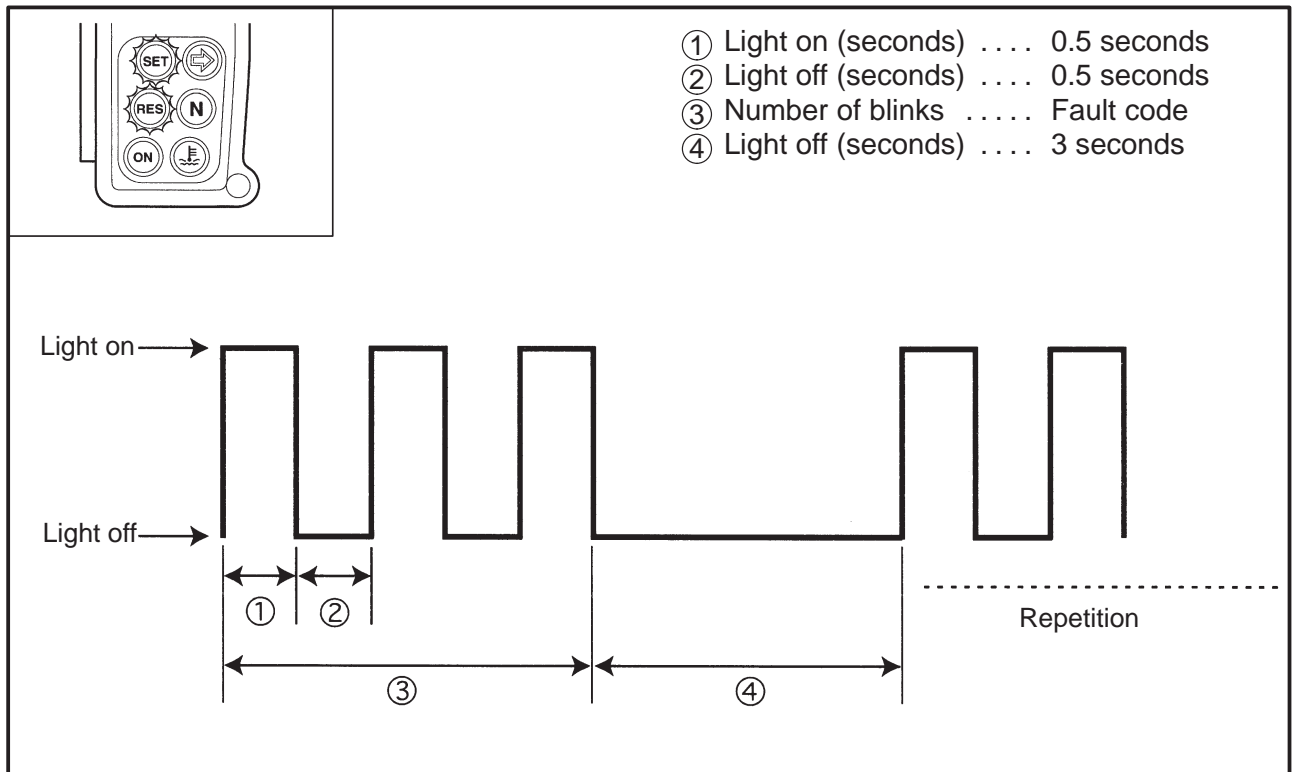 SET
RES N
ON
① Light on (seconds) .... 0.5 seconds
② Light off (seconds) .... 0.5 seconds
③ Number of blinks ..... Fault code
④ Light off (seconds) .... 3 seconds
Light on
Light off
① ②
Repetition
③ ④